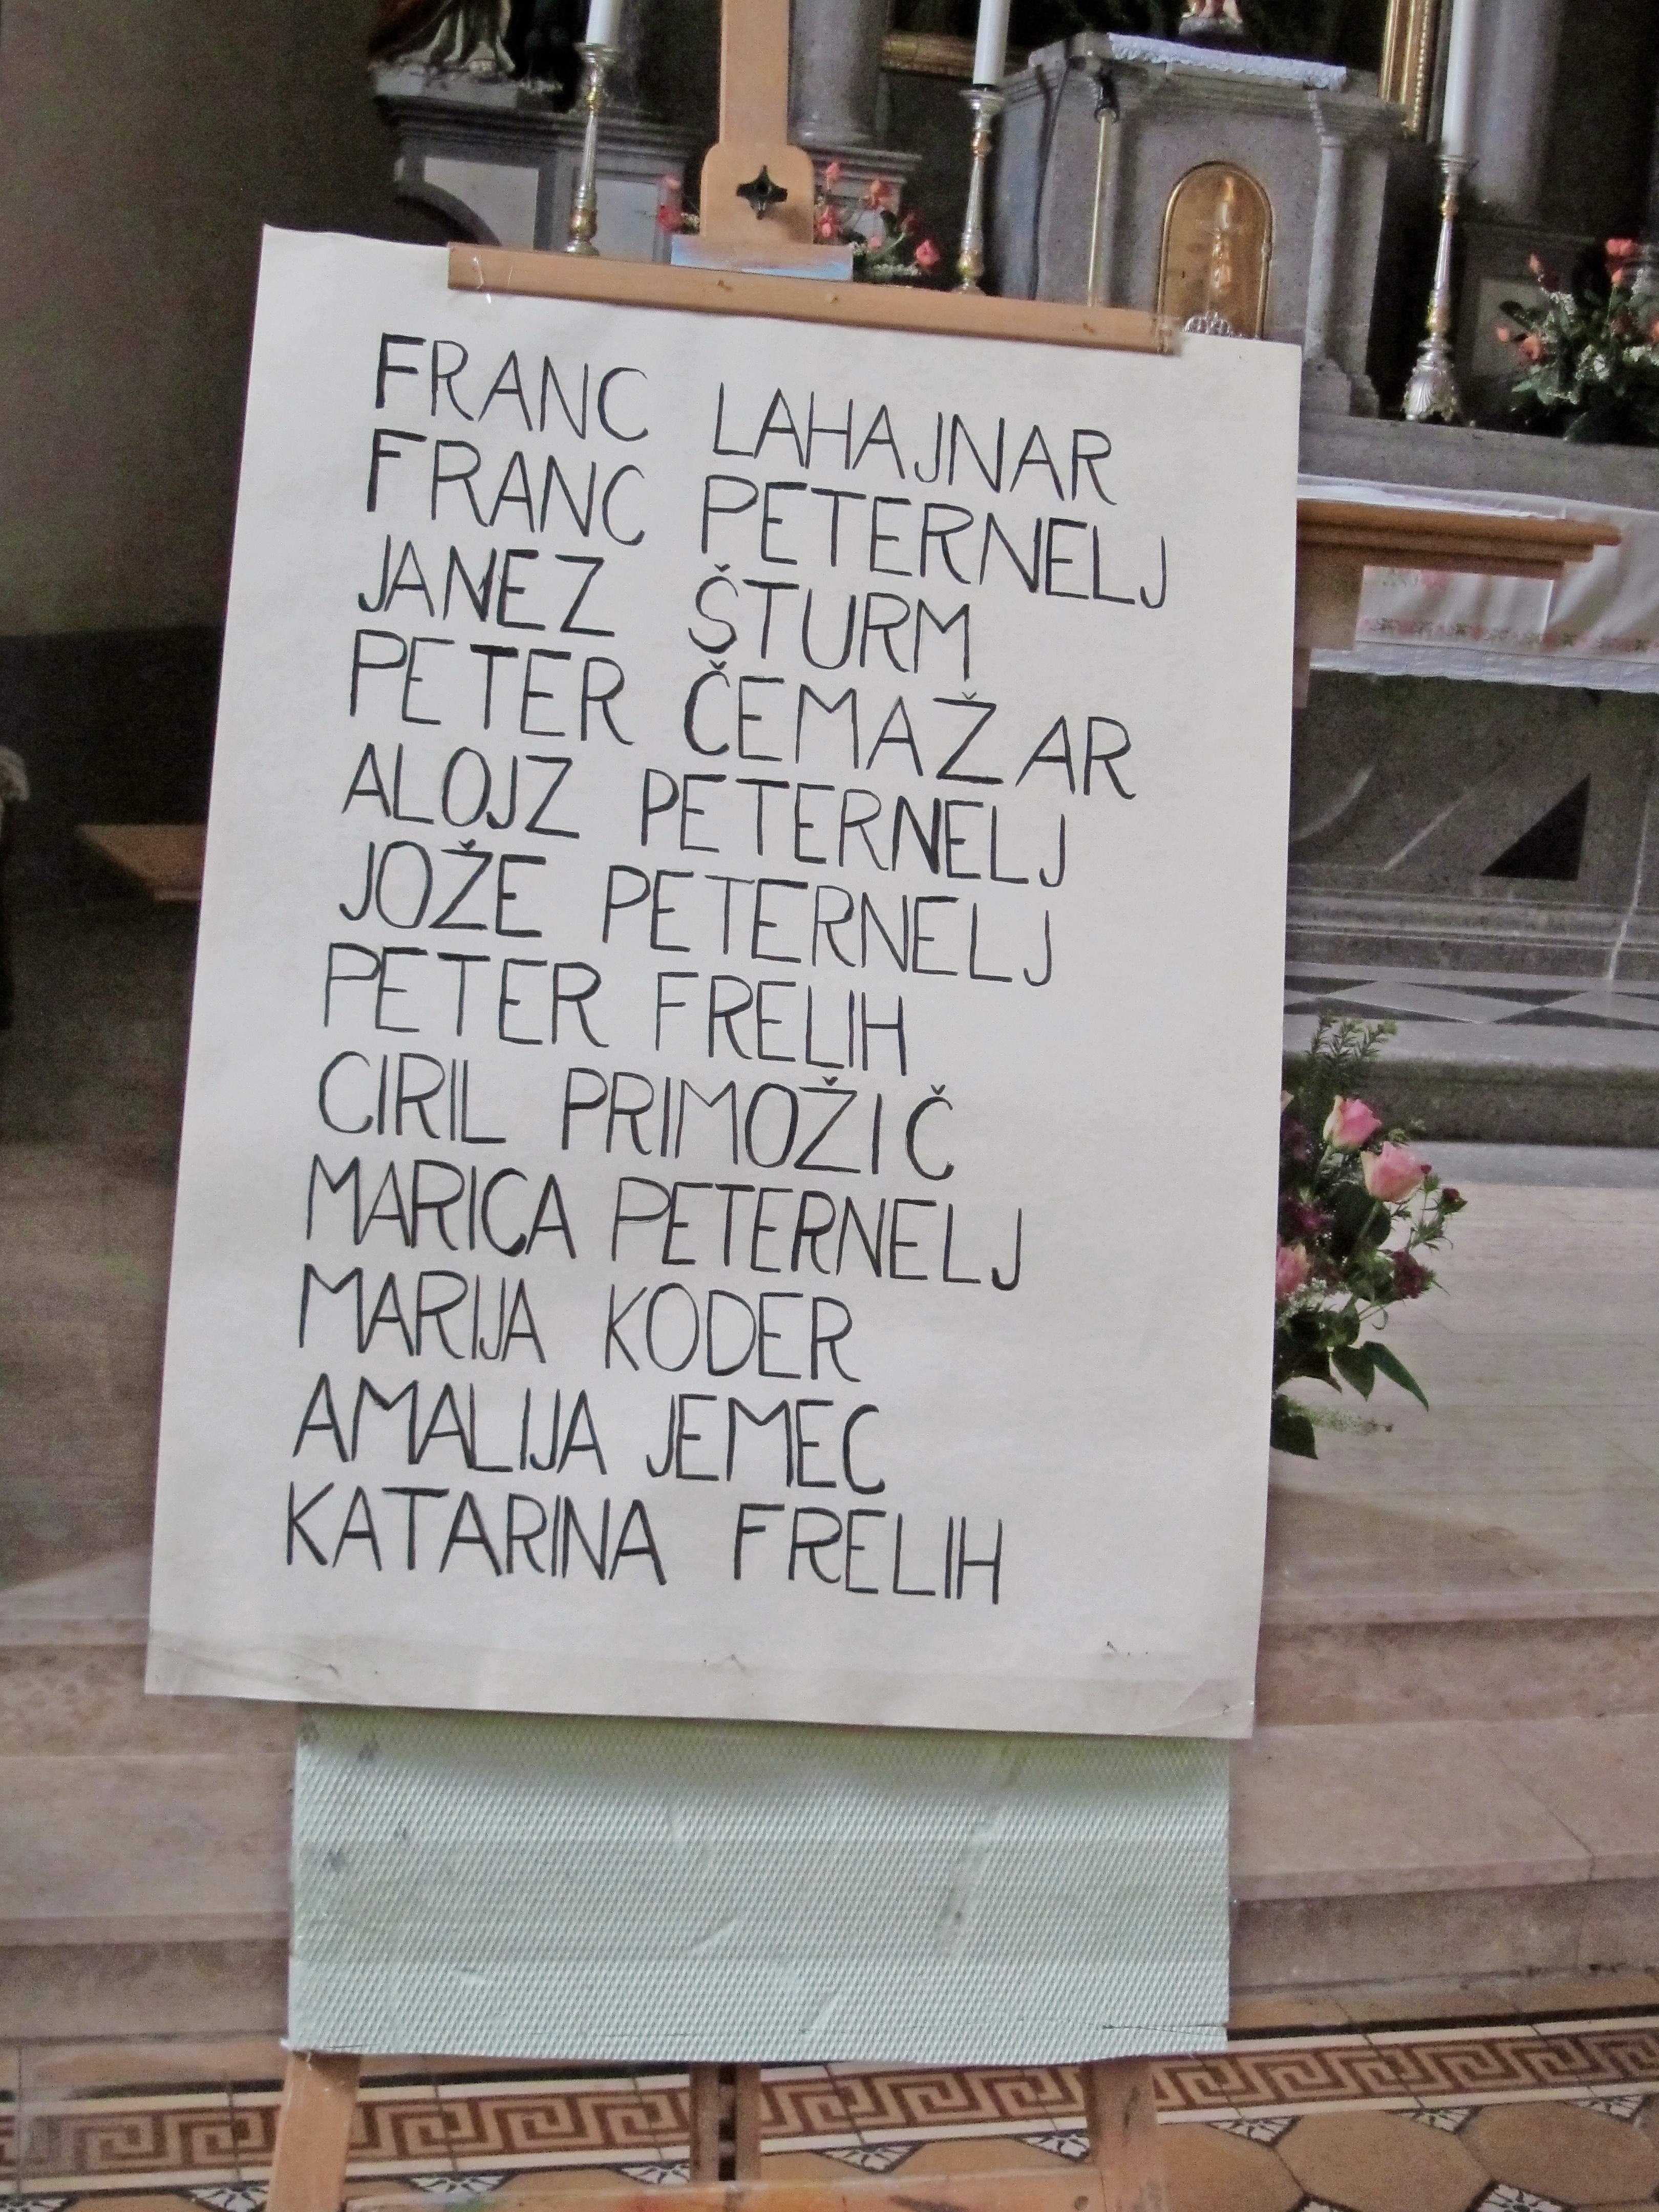 FRANC LAHAJNAR
FRANC PETERNELJ
JANEZ ŠTURM
PETER ČEMAŽAR
ALOJZ PETERNELJ
JOŽE PETERNELJ
PETER FRELIH
CIRIL PRIMOŽIČ
MARICA PETERNELJ
MARIJA KODER
AMALIJA JEMEC
KATARINA FRELIH